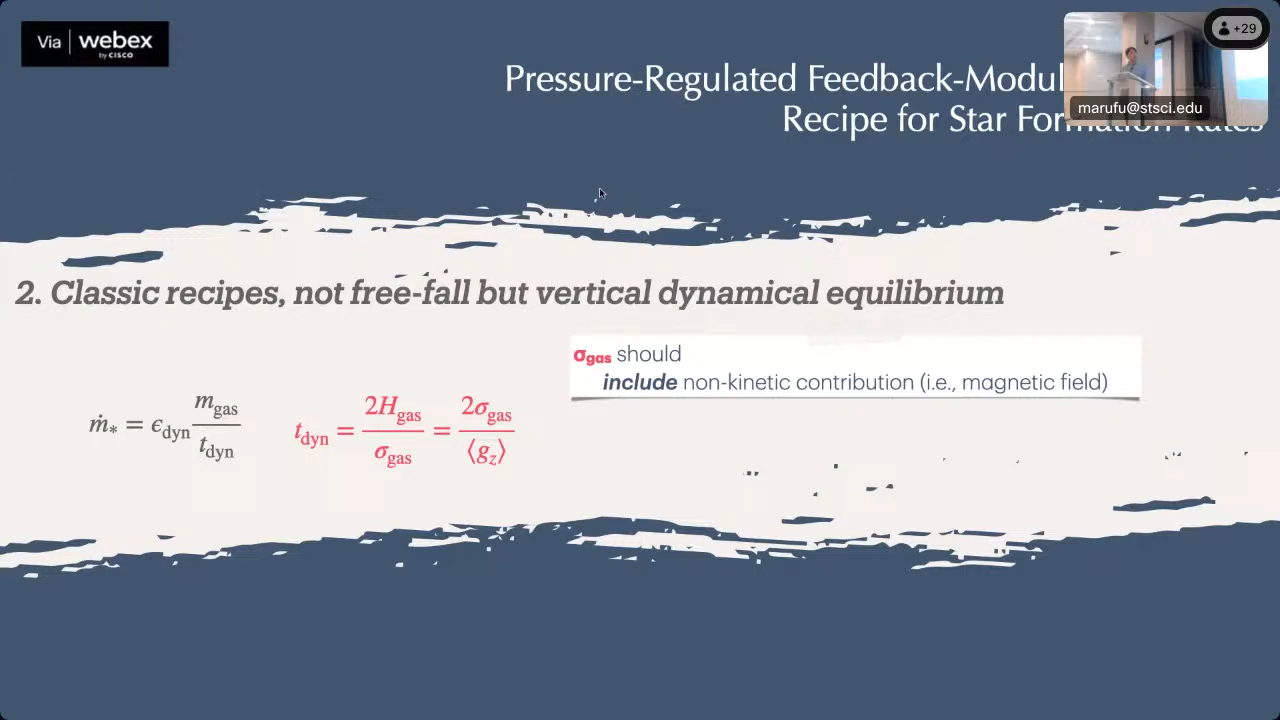 Via webex
by CISCO
+29
Pressure-Regulated Feedback-Modul
marufu@stsci.edu
Recipe for Star Formation Rates
2. Classic recipes, not free-fall but vertical dynamical equilibrium
σgas should
include non-kinetic contribution (i.e., magnetic field)
ṁ* = ϵdyn mgas / tdyn
tdyn = 2Hgas / σgas = 2σgas / ⟨gz⟩